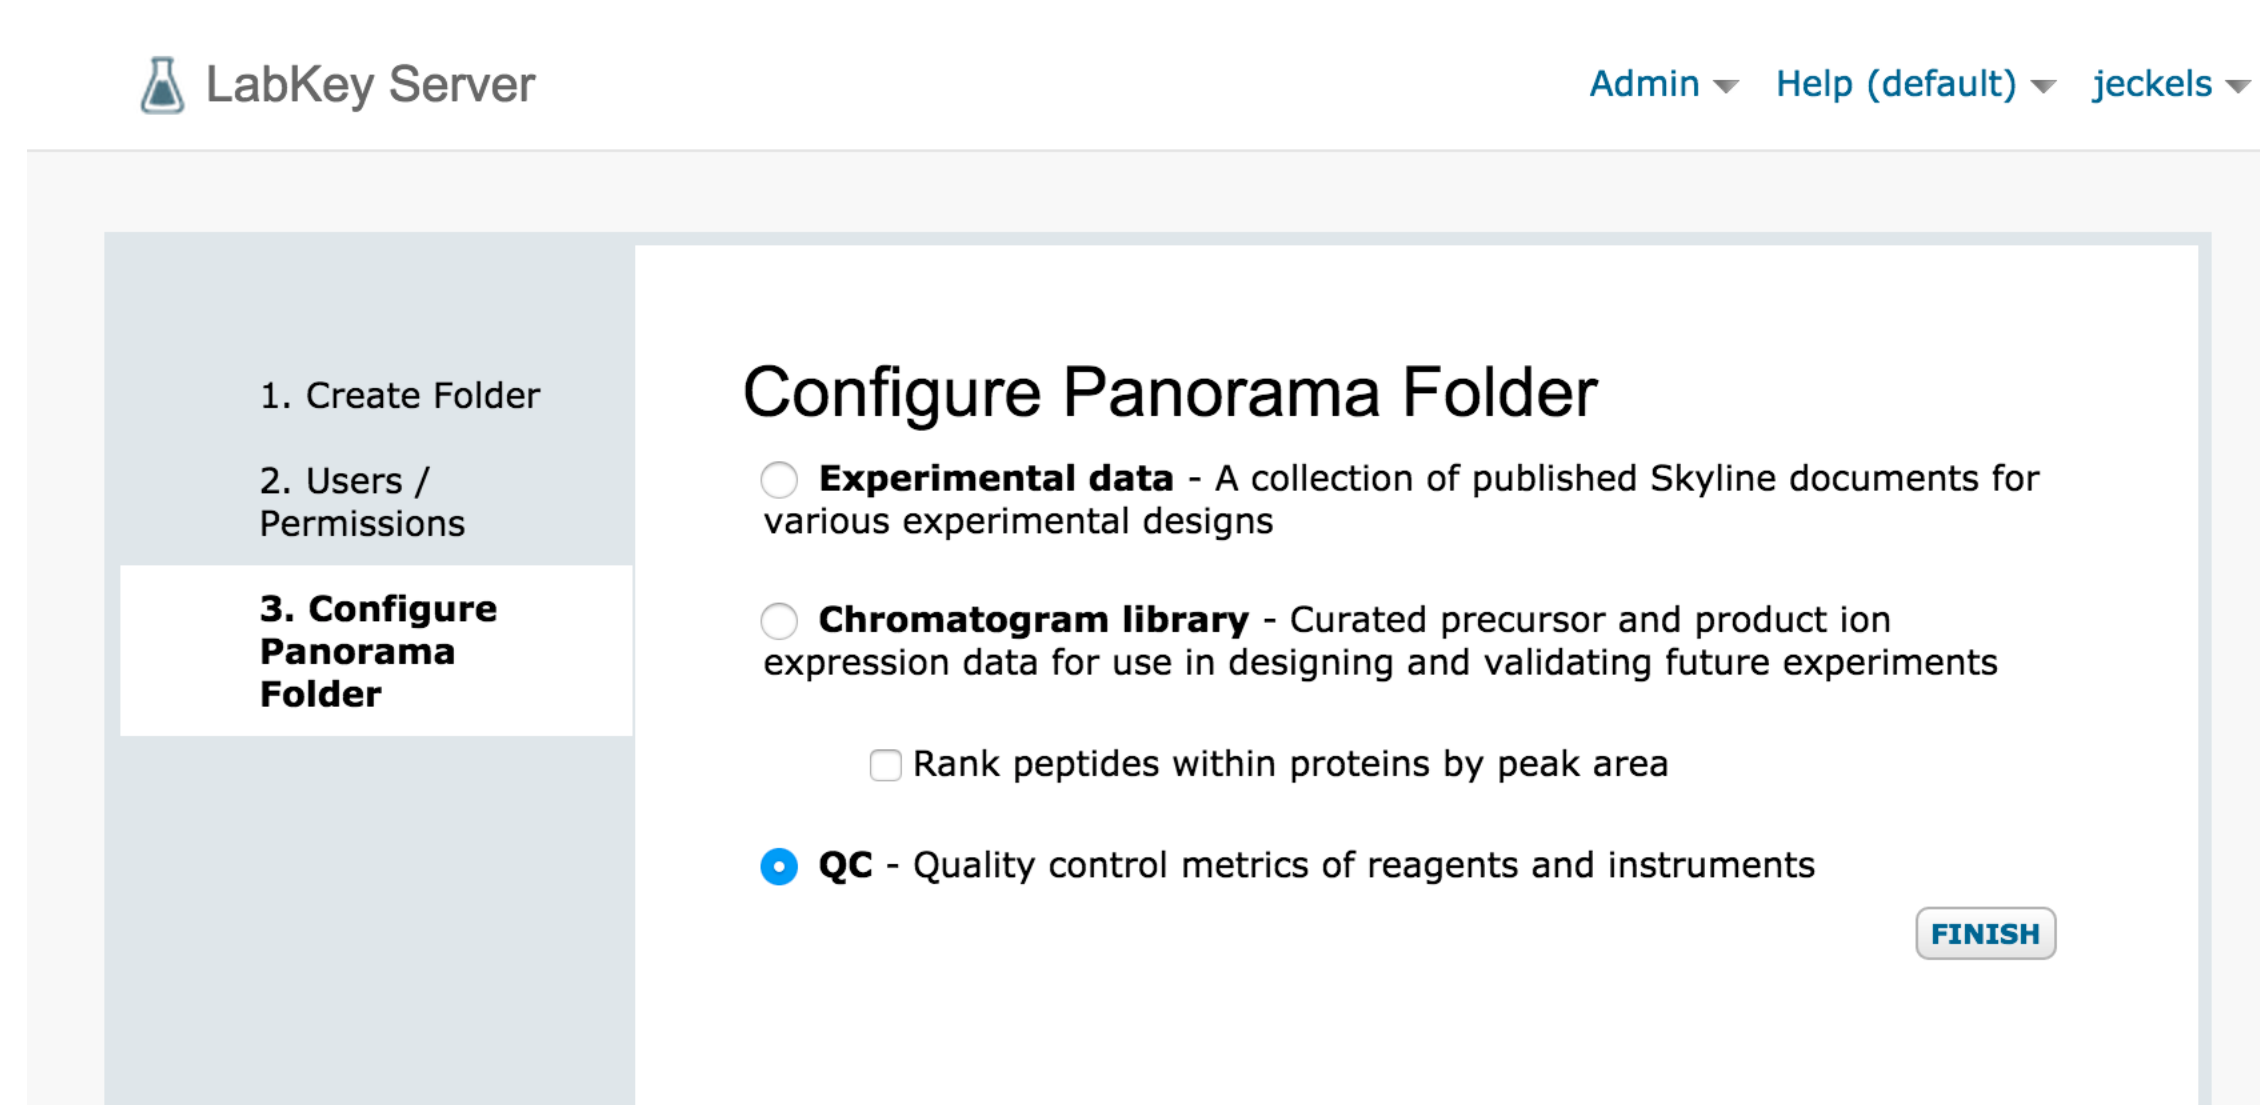 LabKey Server
Admin
Help (default)
jeckels
1. Create Folder
2. Users /
Permissions
3. Configure
Panorama
Folder
Configure Panorama Folder
Experimental data - A collection of published Skyline documents for
various experimental designs
Chromatogram library - Curated precursor and product ion
expression data for use in designing and validating future experiments
Rank peptides within proteins by peak area
QC - Quality control metrics of reagents and instruments
FINISH